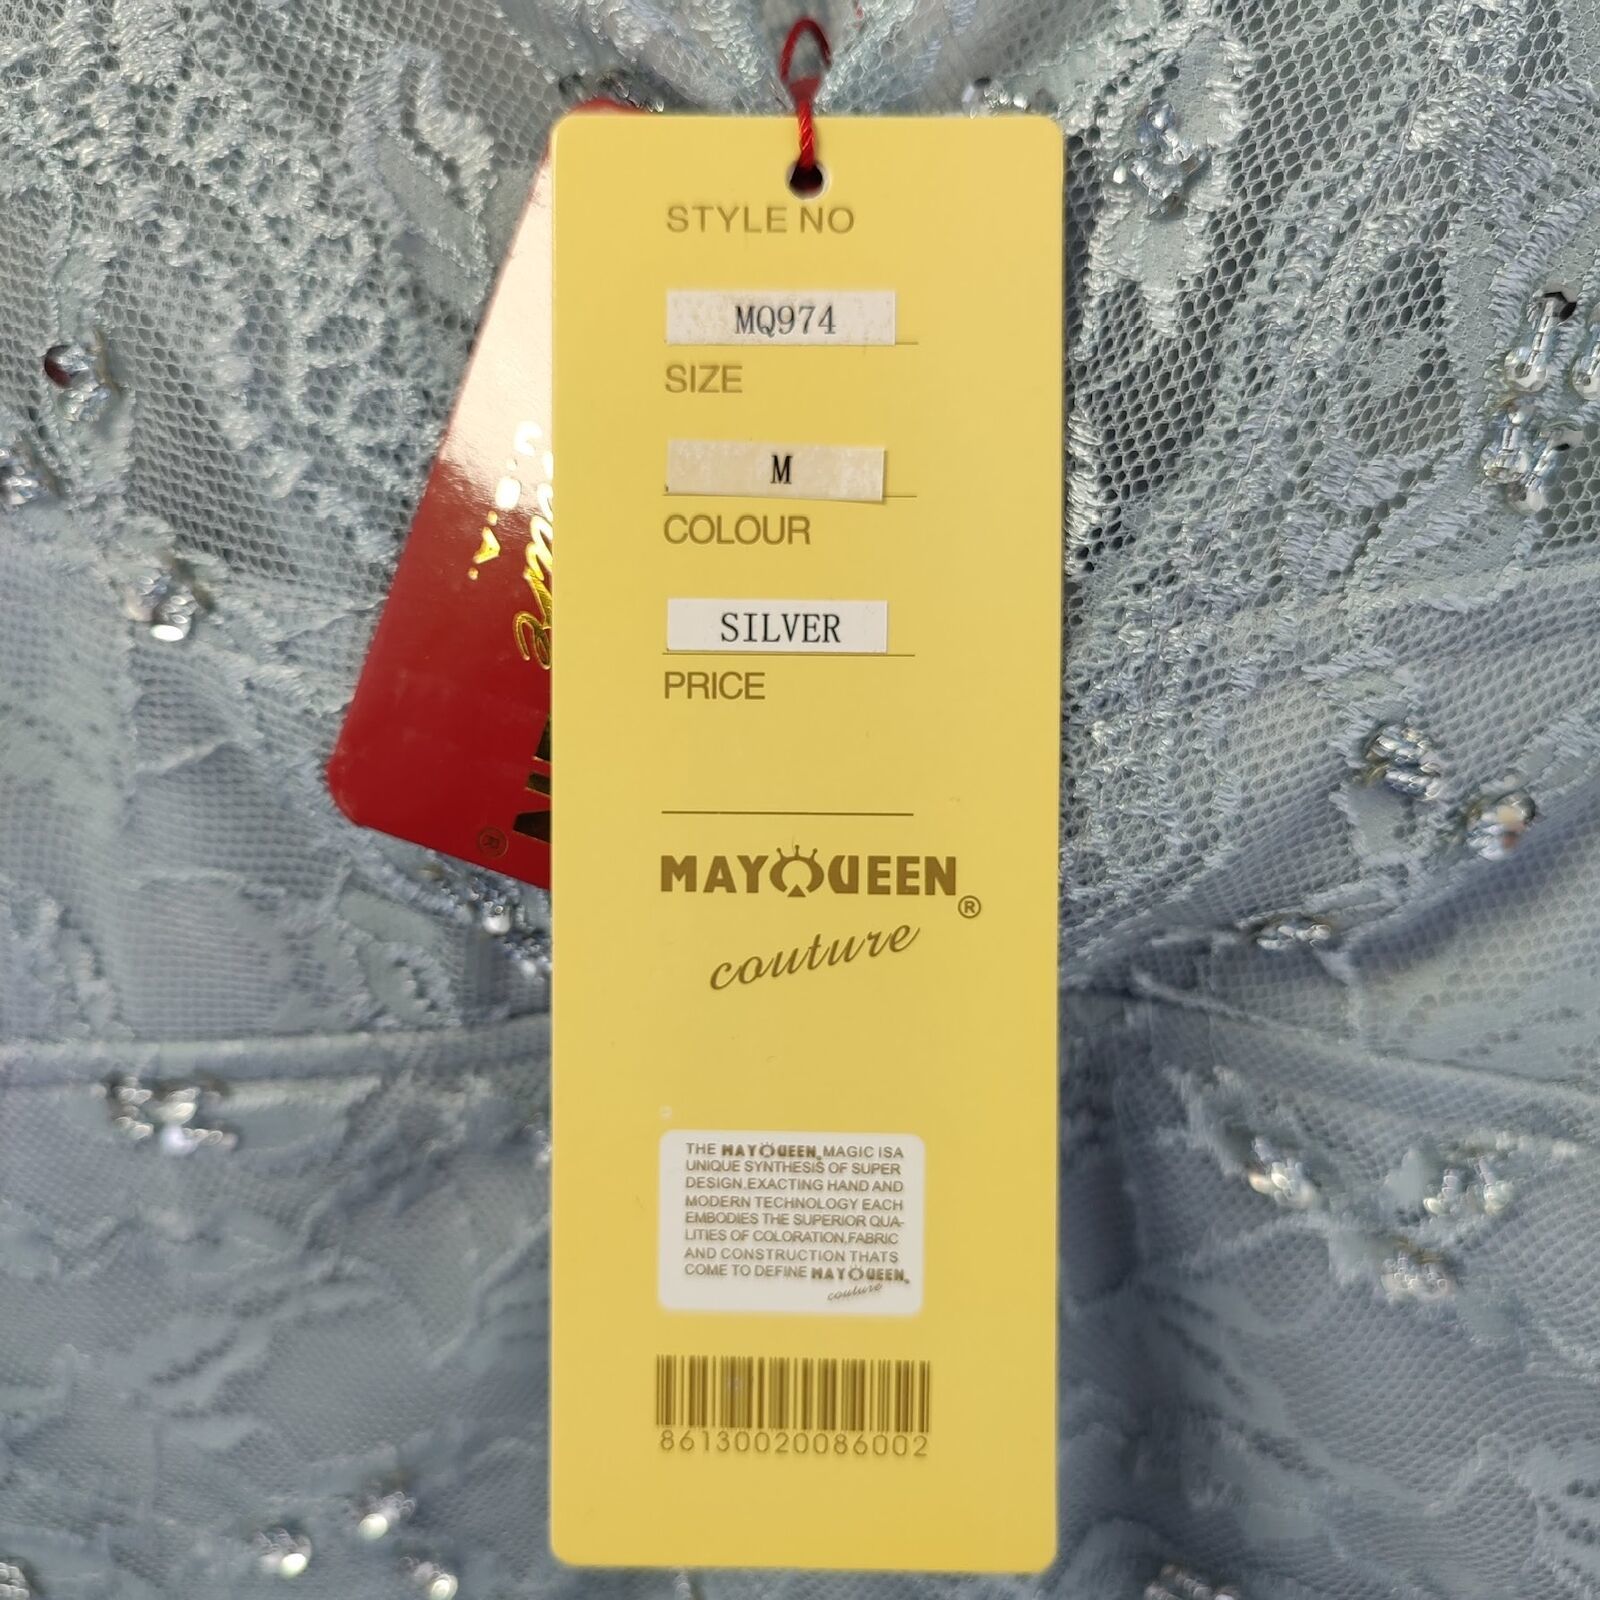 STYLE NO
MQ974
SIZE
M
COLOUR
SILVER
PRICE
MAYQUEEN®
couture
THE MAYQUEEN MAGIC ISA
UNIQUE SYNTHESIS OF SUPER
DESIGN.EXACTING HAND AND
MODERN TECHNOLOGY EACH
EMBODIES THE SUPERIOR QUA-
LITIES OF COLORATION,FABRIC
AND CONSTRUCTION THATS
COME TO DEFINE MAYQUEEN
couture
86130020086002
®